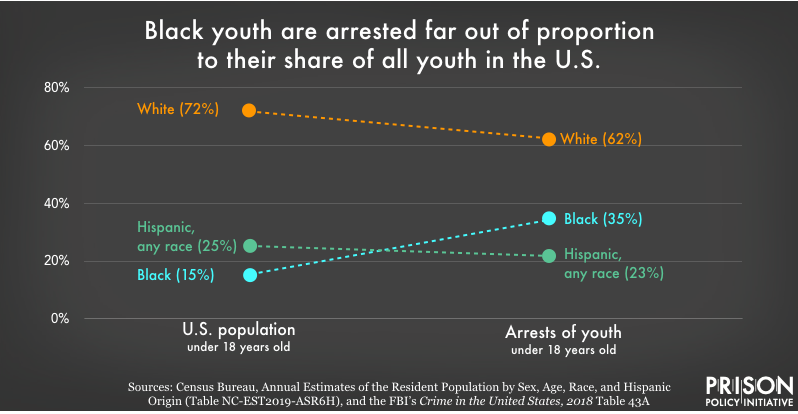 Black youth are arrested far out of proportion
to their share of all youth in the U.S.
80%
White (72%)
60%
White (62%)
40%
Black (35%)
Hispanic,
any race (25%)
Hispanic,
any race (23%)
20%
Black (15%)
0%
U.S. population
under 18 years old
Arrests of youth
under 18 years old
Sources: Census Bureau, Annual Estimates of the Resident Population by Sex, Age, Race, and Hispanic
Origin (Table NC-EST2019-ASR6H), and the FBI's Crime in the United States, 2018 Table 43A
PRISON
POLICY INITIATIVE